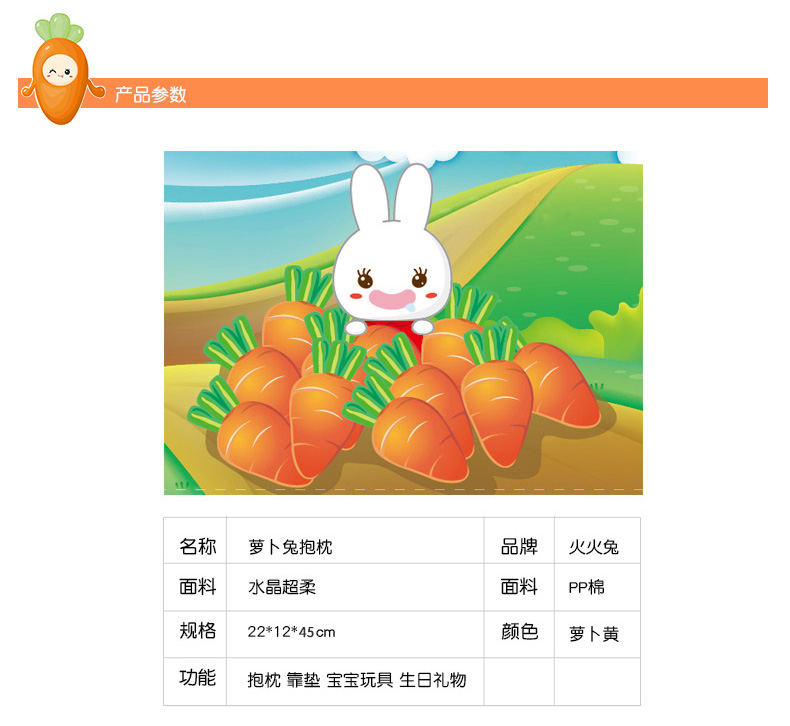 产品参数
名称 萝卜兔抱枕 品牌 火火兔
面料 水晶超柔 面料 PP棉
规格 22*12*45cm 颜色 萝卜黄
功能 抱枕 靠垫 宝宝玩具 生日礼物